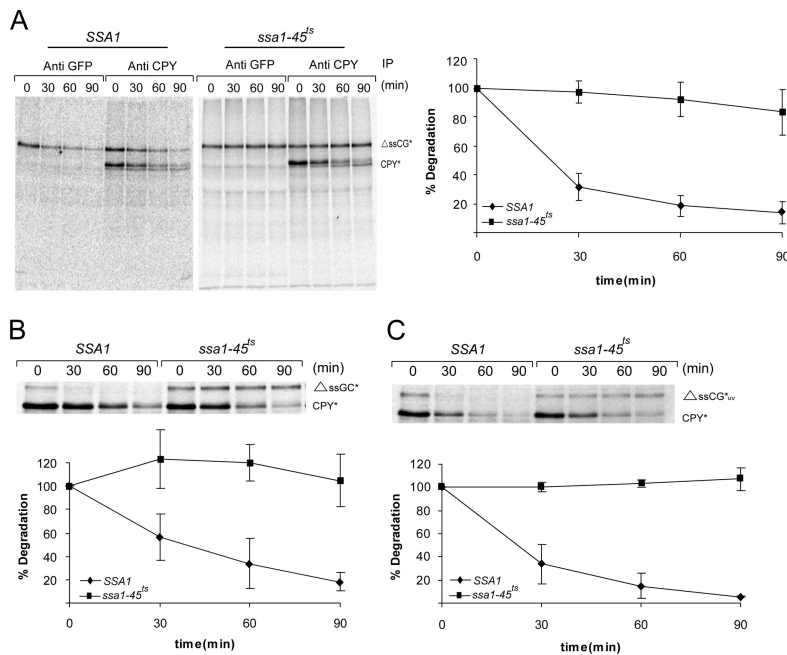 A
SSA1 ssa1-45ts
Anti GFP Anti CPY Anti GFP Anti CPY IP
0 30 60 90 0 30 60 90 0 30 60 90 0 30 60 90 (min)
△ssCG*
CPY*
% Degradation
120
100
80
60
40
20
SSA1
ssa1-45ts
0 30 60 90
time(min)
B
SSA1 ssa1-45ts
0 30 60 90 0 30 60 90 (min)
△ssGC*
CPY*
% Degradation
120
100
80
60
40
20
SSA1
ssa1-45ts
0 30 60 90
time(min)
C
SSA1 ssa1-45ts
0 30 60 90 0 30 60 90 (min)
△ssCG*uv
CPY*
% Degradation
120
100
80
60
40
20
SSA1
ssa1-45ts
0 30 60 90
time(min)